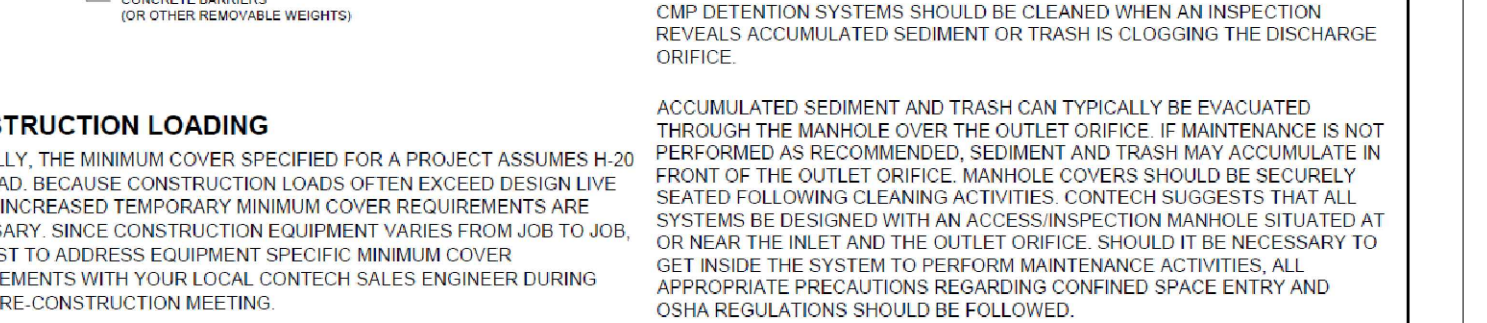 CONCRETE BARRIERS
(OR OTHER REMOVABLE WEIGHTS)
STRUCTION LOADING
LLY, THE MINIMUM COVER SPECIFIED FOR A PROJECT ASSUMES H-20
AD. BECAUSE CONSTRUCTION LOADS OFTEN EXCEED DESIGN LIVE
INCREASED TEMPORARY MINIMUM COVER REQUIREMENTS ARE
SARY. SINCE CONSTRUCTION EQUIPMENT VARIES FROM JOB TO JOB,
ST TO ADDRESS EQUIPMENT SPECIFIC MINIMUM COVER
EMENTS WITH YOUR LOCAL CONTECH SALES ENGINEER DURING
RE-CONSTRUCTION MEETING.
CMP DETENTION SYSTEMS SHOULD BE CLEANED WHEN AN INSPECTION
REVEALS ACCUMULATED SEDIMENT OR TRASH IS CLOGGING THE DISCHARGE
ORIFICE.
ACCUMULATED SEDIMENT AND TRASH CAN TYPICALLY BE EVACUATED
THROUGH THE MANHOLE OVER THE OUTLET ORIFICE. IF MAINTENANCE IS NOT
PERFORMED AS RECOMMENDED, SEDIMENT AND TRASH MAY ACCUMULATE IN
FRONT OF THE OUTLET ORIFICE. MANHOLE COVERS SHOULD BE SECURELY
SEATED FOLLOWING CLEANING ACTIVITIES. CONTECH SUGGESTS THAT ALL
SYSTEMS BE DESIGNED WITH AN ACCESS/INSPECTION MANHOLE SITUATED AT
OR NEAR THE INLET AND THE OUTLET ORIFICE. SHOULD IT BE NECESSARY TO
GET INSIDE THE SYSTEM TO PERFORM MAINTENANCE ACTIVITIES, ALL
APPROPRIATE PRECAUTIONS REGARDING CONFINED SPACE ENTRY AND
OSHA REGULATIONS SHOULD BE FOLLOWED.